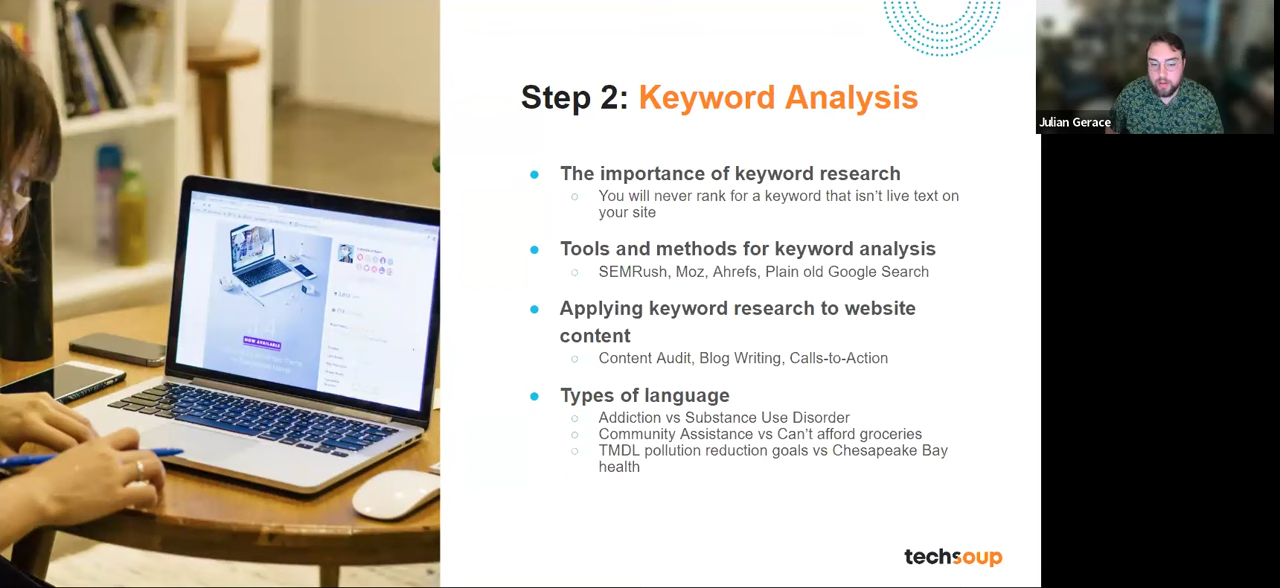 Step 2: Keyword Analysis
The importance of keyword research
You will never rank for a keyword that isn't live text on
your site
Tools and methods for keyword analysis
SEMRush, Moz, Ahrefs, Plain old Google Search
Applying keyword research to website
content
Content Audit, Blog Writing, Calls-to-Action
Types of language
Addiction vs Substance Use Disorder
Community Assistance vs Can't afford groceries
TMDL pollution reduction goals vs Chesapeake Bay
health
techsoup
Julian Gerace
NOW AVAILABLE